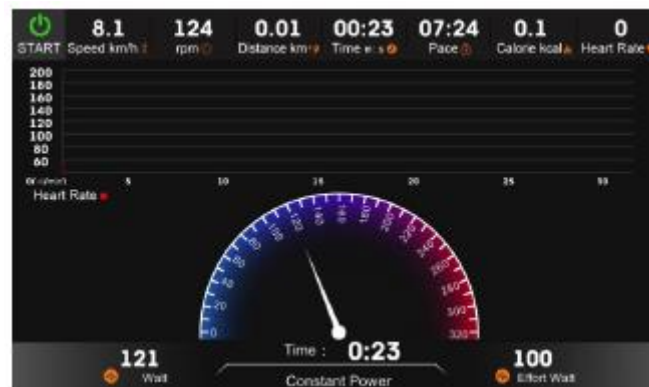 8.1 124 0.01 00:23 07:24 0.1 0
START Speed km/h rpm Distance km Time m:s Pace Calorie kcal Heart Rate
200
180
160
140
120
100
80
60
5 10 15 20 25 30
Heart Rate
0 20 40 60 80 100 120 140 160 180 200 220 240 260 280 300 320
121 Time : 0:23 100
Watt Effort Watt
Constant Power